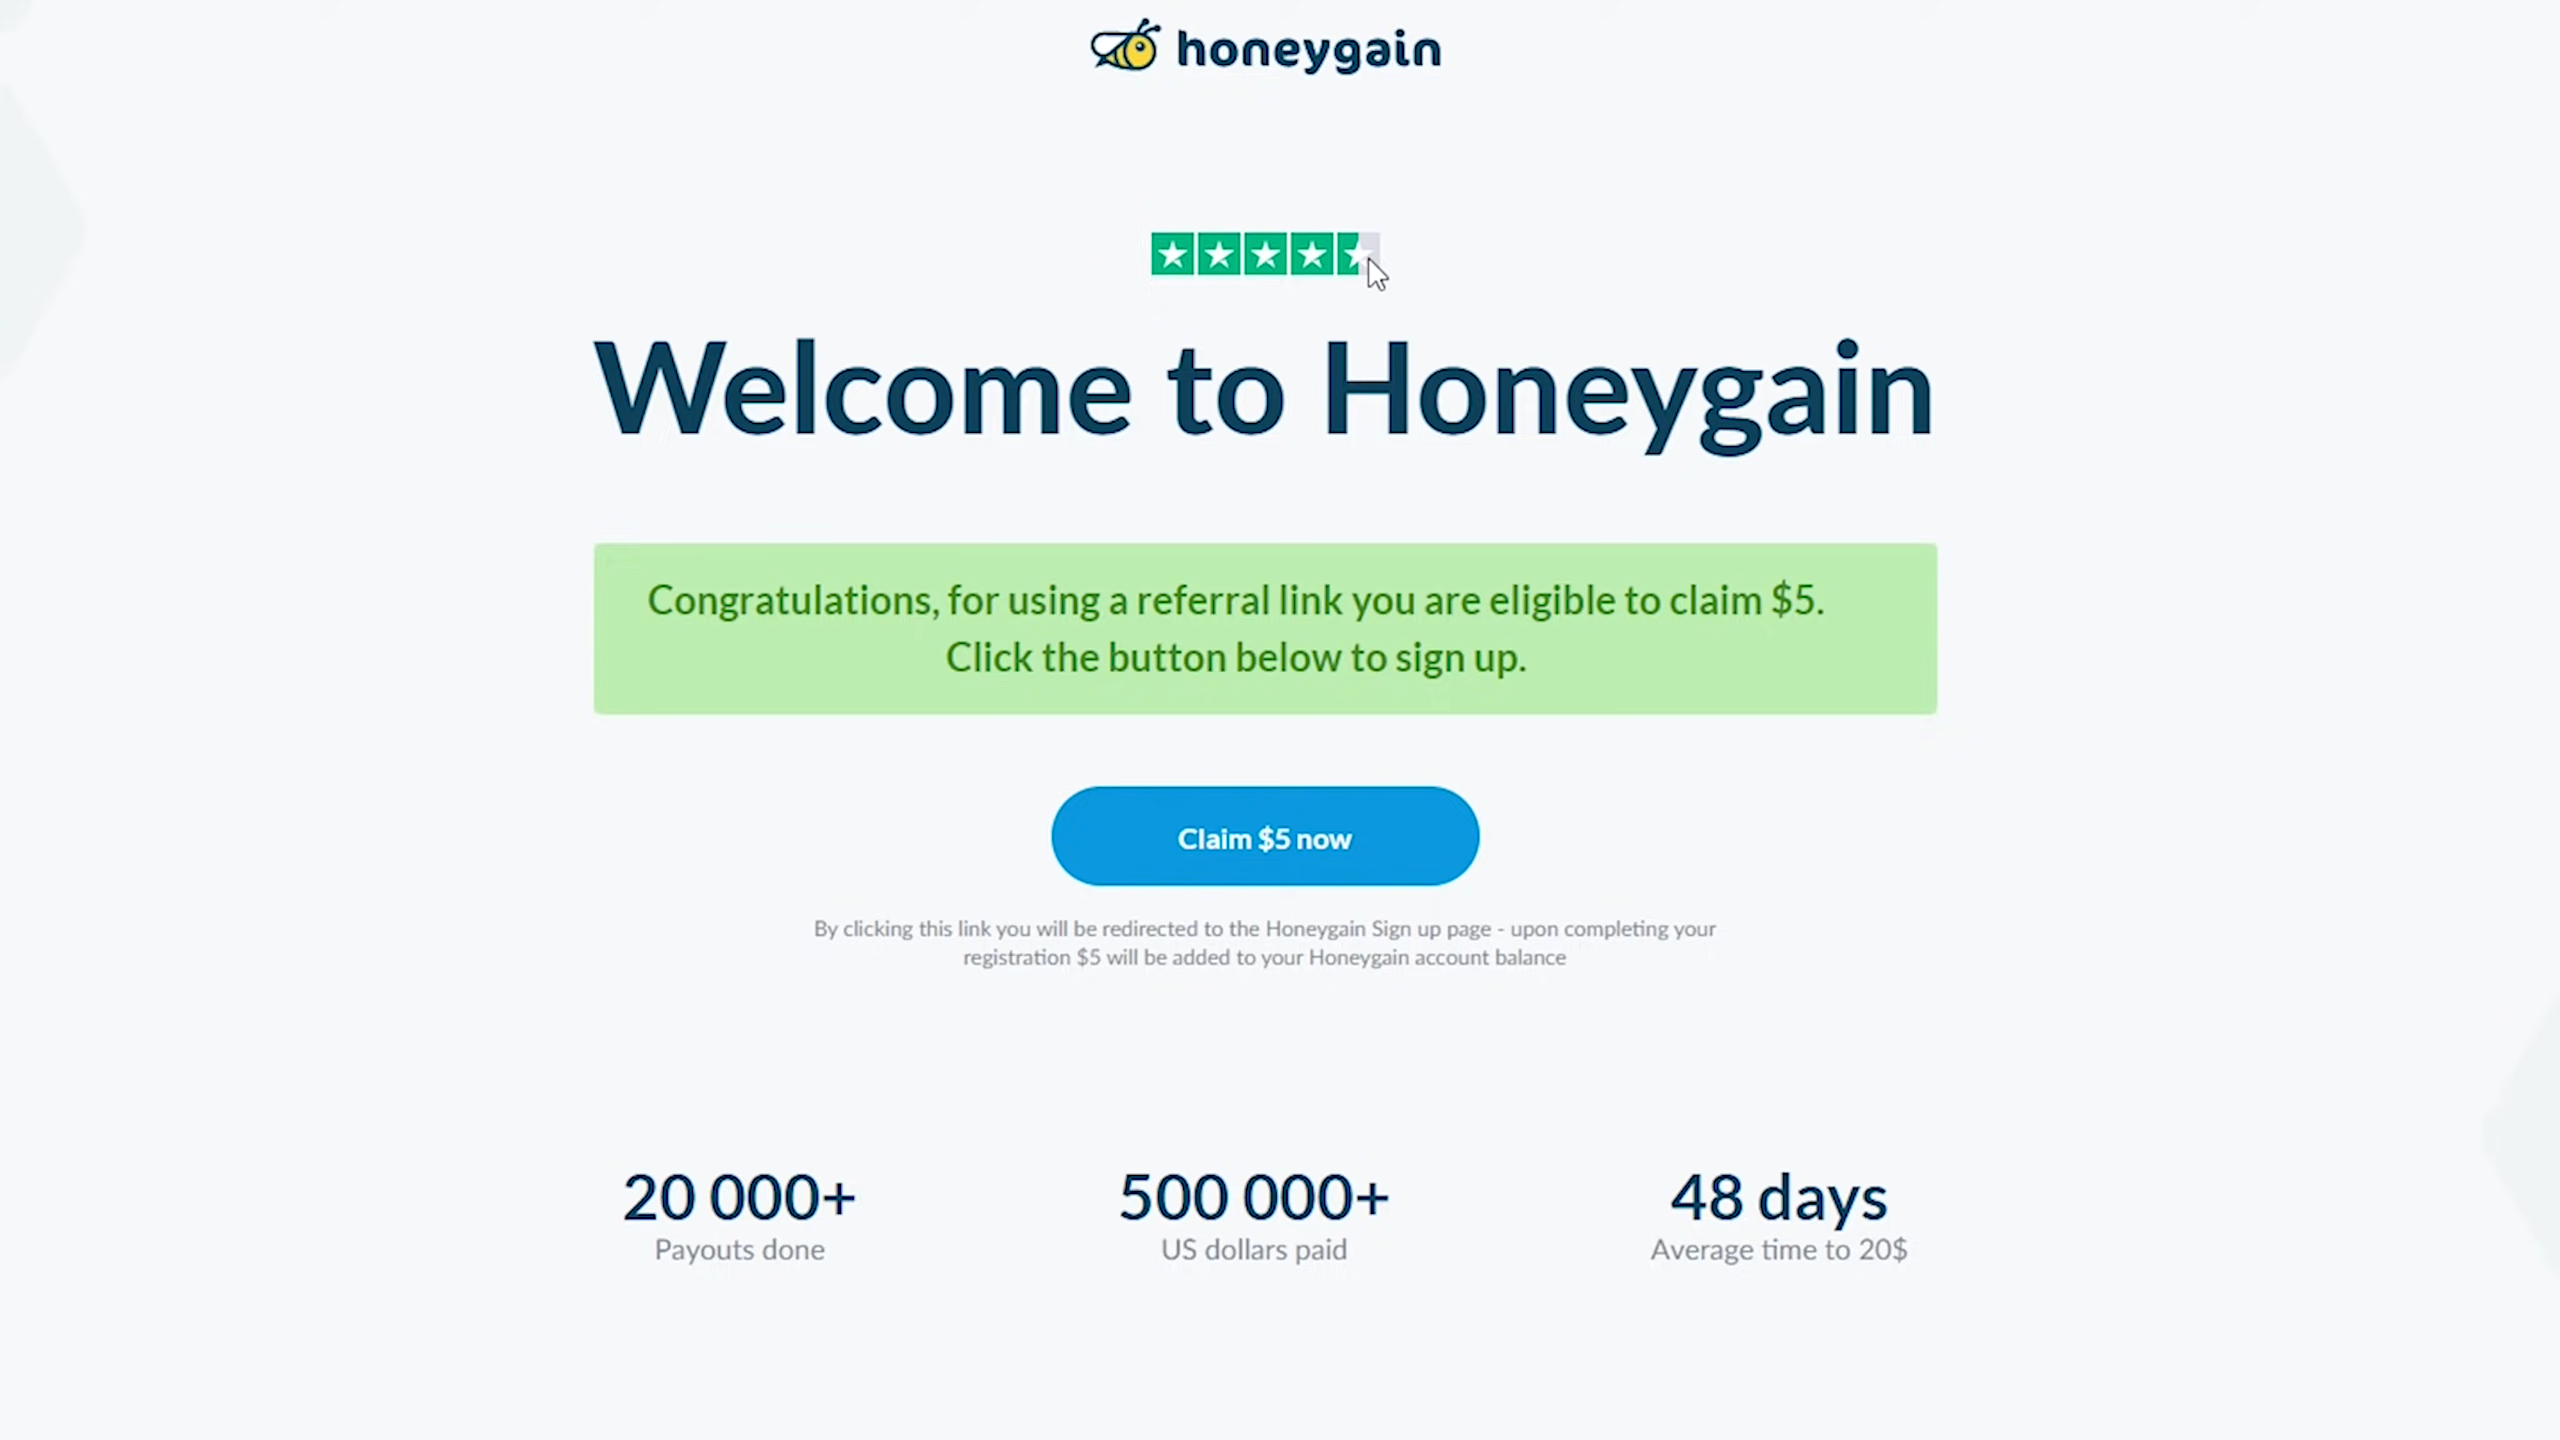 honeygain
Welcome to Honeygain
Congratulations, for using a referral link you are eligible to claim $5.
Click the button below to sign up.
Claim $5 now
By clicking this link you will be redirected to the Honeygain Sign up page - upon completing your
registration $5 will be added to your Honeygain account balance
20 000+
Payouts done
500 000+
US dollars paid
48 days
Average time to 20$